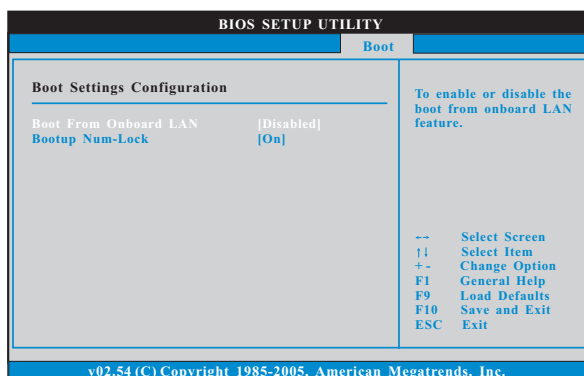 BIOS SETUP UTILITY
Boot
Boot Settings Configuration
Boot From Onboard LAN [Disabled]
Bootup Num-Lock [On]
To enable or disable the
boot from onboard LAN
feature.
←→ Select Screen
↑↓ Select Item
+ - Change Option
F1 General Help
F9 Load Defaults
F10 Save and Exit
ESC Exit
v02.54 (C) Copyright 1985-2005, American Megatrends, Inc.